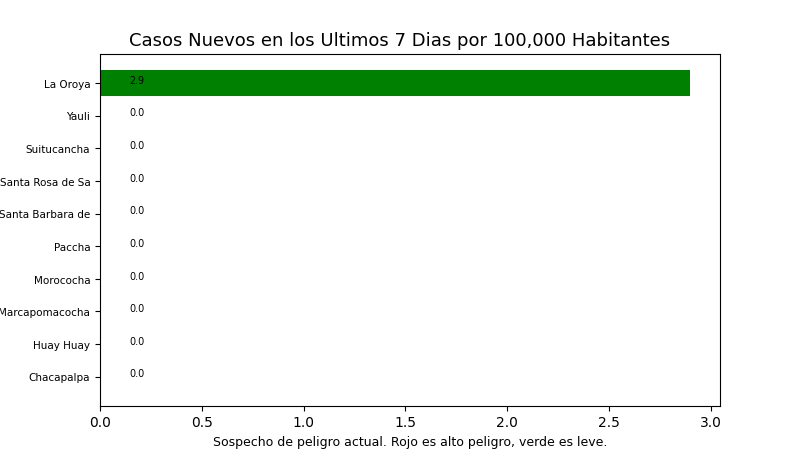 Casos Nuevos en los Ultimos 7 Dias por 100,000 Habitantes
La Oroya 2.9
Yauli 0.0
Suitucancha 0.0
Santa Rosa de Sa 0.0
Santa Barbara de 0.0
Paccha 0.0
Morococha 0.0
Marcapomacocha 0.0
Huay Huay 0.0
Chacapalpa 0.0
0.0 0.5 1.0 1.5 2.0 2.5 3.0
Sospecho de peligro actual. Rojo es alto peligro, verde es leve.